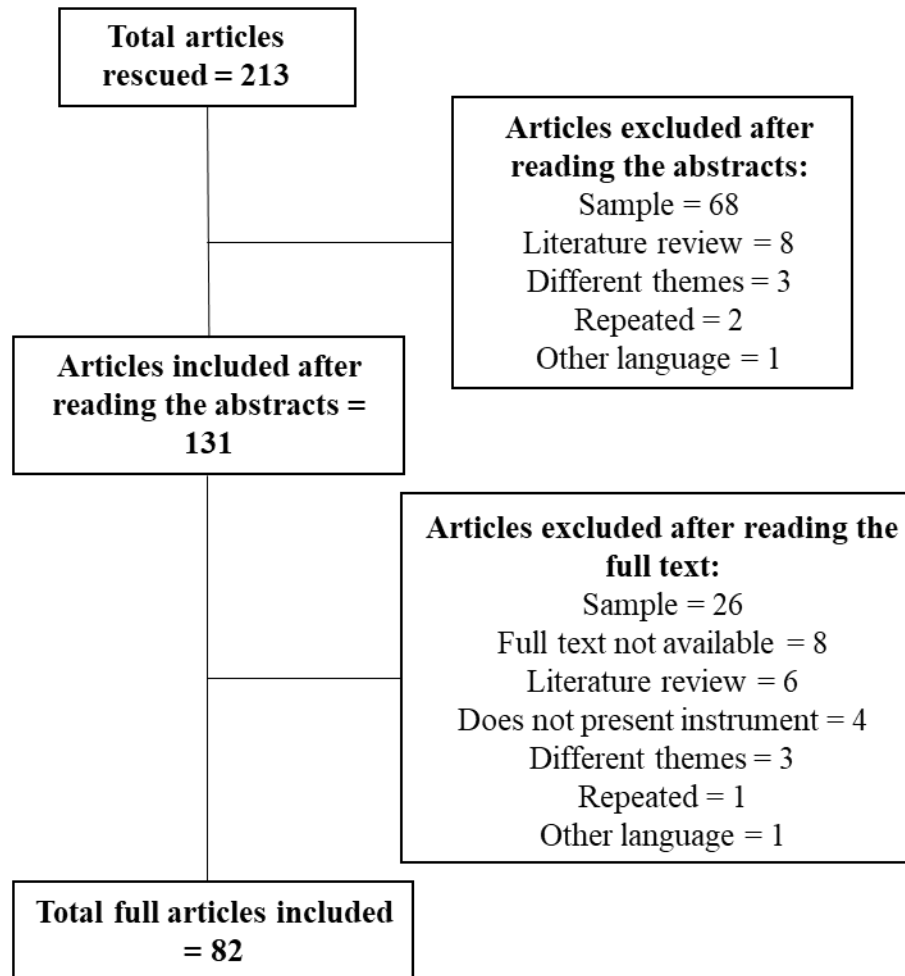 Total articles
rescued = 213
Articles excluded after
reading the abstracts:
Sample = 68
Literature review = 8
Different themes = 3
Repeated = 2
Other language = 1
Articles included after
reading the abstracts =
131
Articles excluded after reading the
full text:
Sample = 26
Full text not available = 8
Literature review = 6
Does not present instrument = 4
Different themes = 3
Repeated = 1
Other language = 1
Total full articles included
= 82